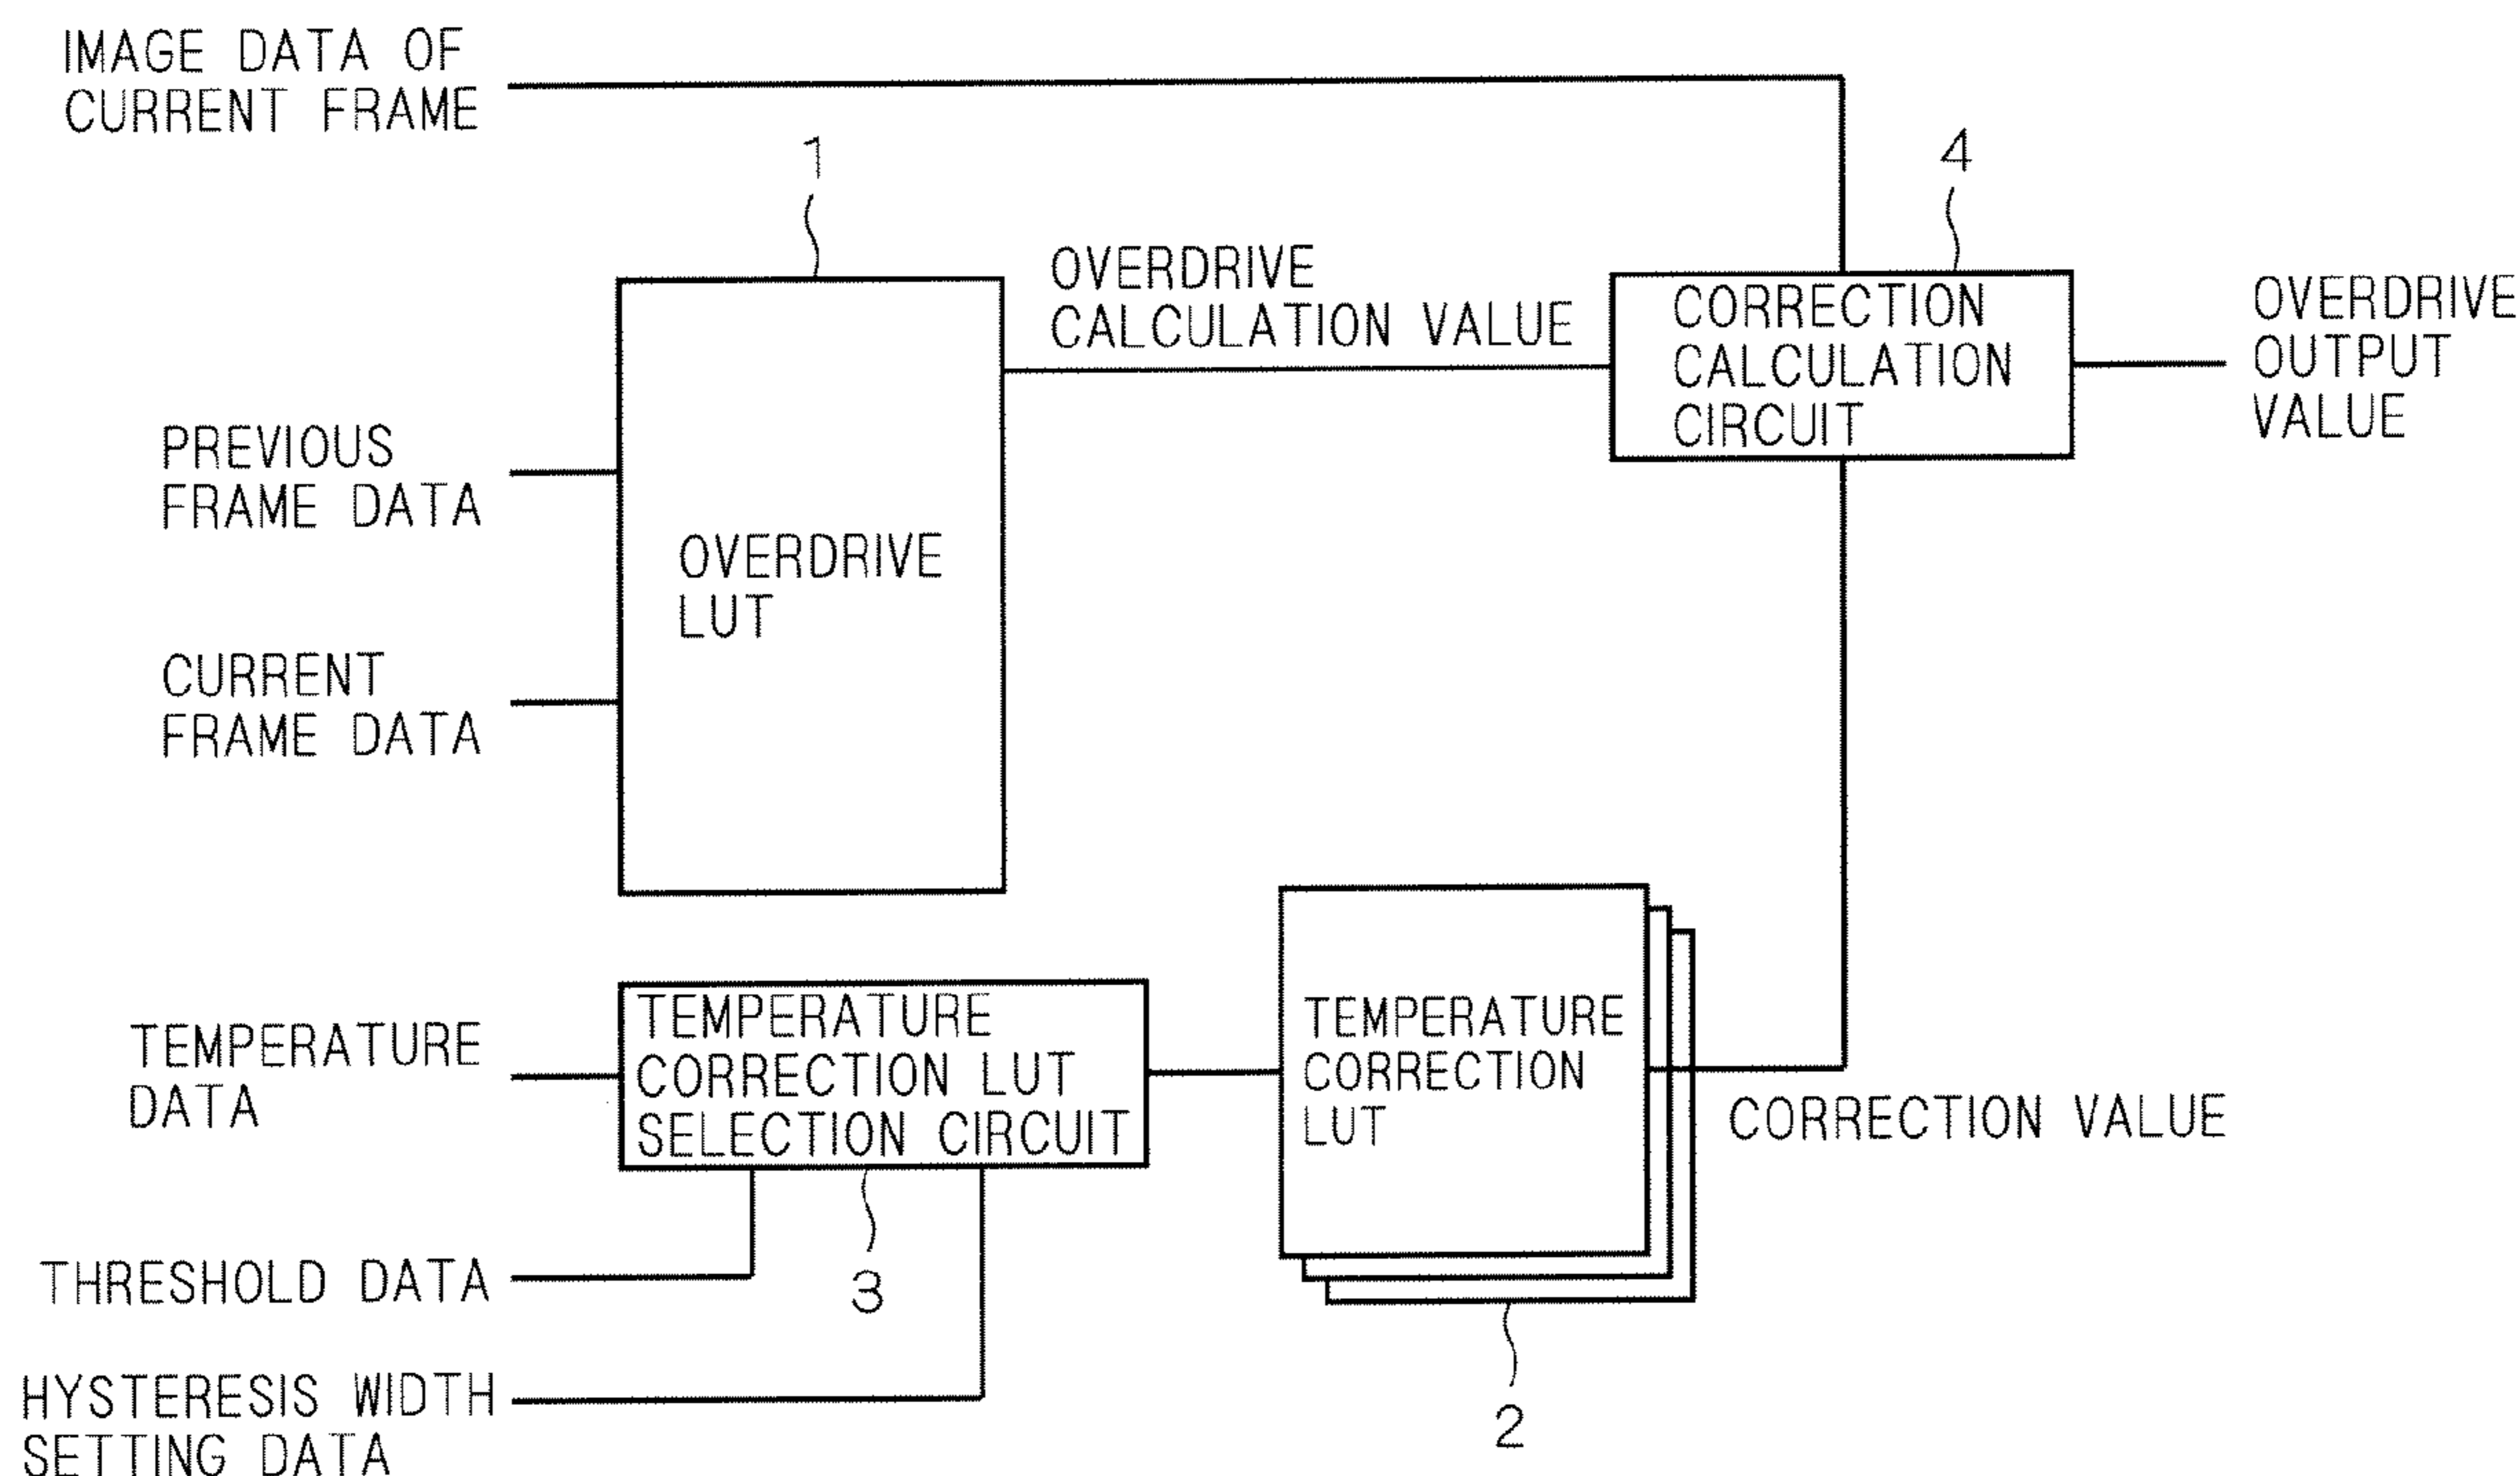 IMAGE DATA OF
CURRENT FRAME
1
4
OVERDRIVE
CALCULATION VALUE
CORRECTION
CALCULATION
CIRCUIT
OVERDRIVE
OUTPUT
VALUE
PREVIOUS
FRAME DATA
OVERDRIVE
LUT
CURRENT
FRAME DATA
TEMPERATURE
DATA
TEMPERATURE
CORRECTION LUT
SELECTION CIRCUIT
TEMPERATURE
CORRECTION
LUT
CORRECTION VALUE
THRESHOLD DATA
3
HYSTERESIS WIDTH
SETTING DATA
2